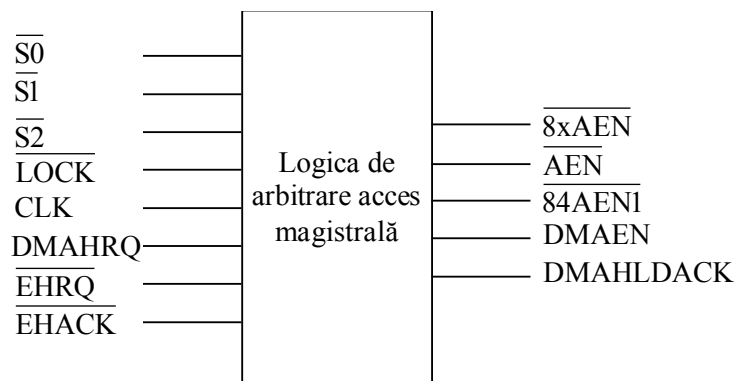 S0
S1
S2
LOCK
CLK
DMAHRQ
EHRQ
EHACK
Logica de
arbitrare acces
magistrală
8xAEN
AEN
84AEN1
DMAEN
DMAHLDACK